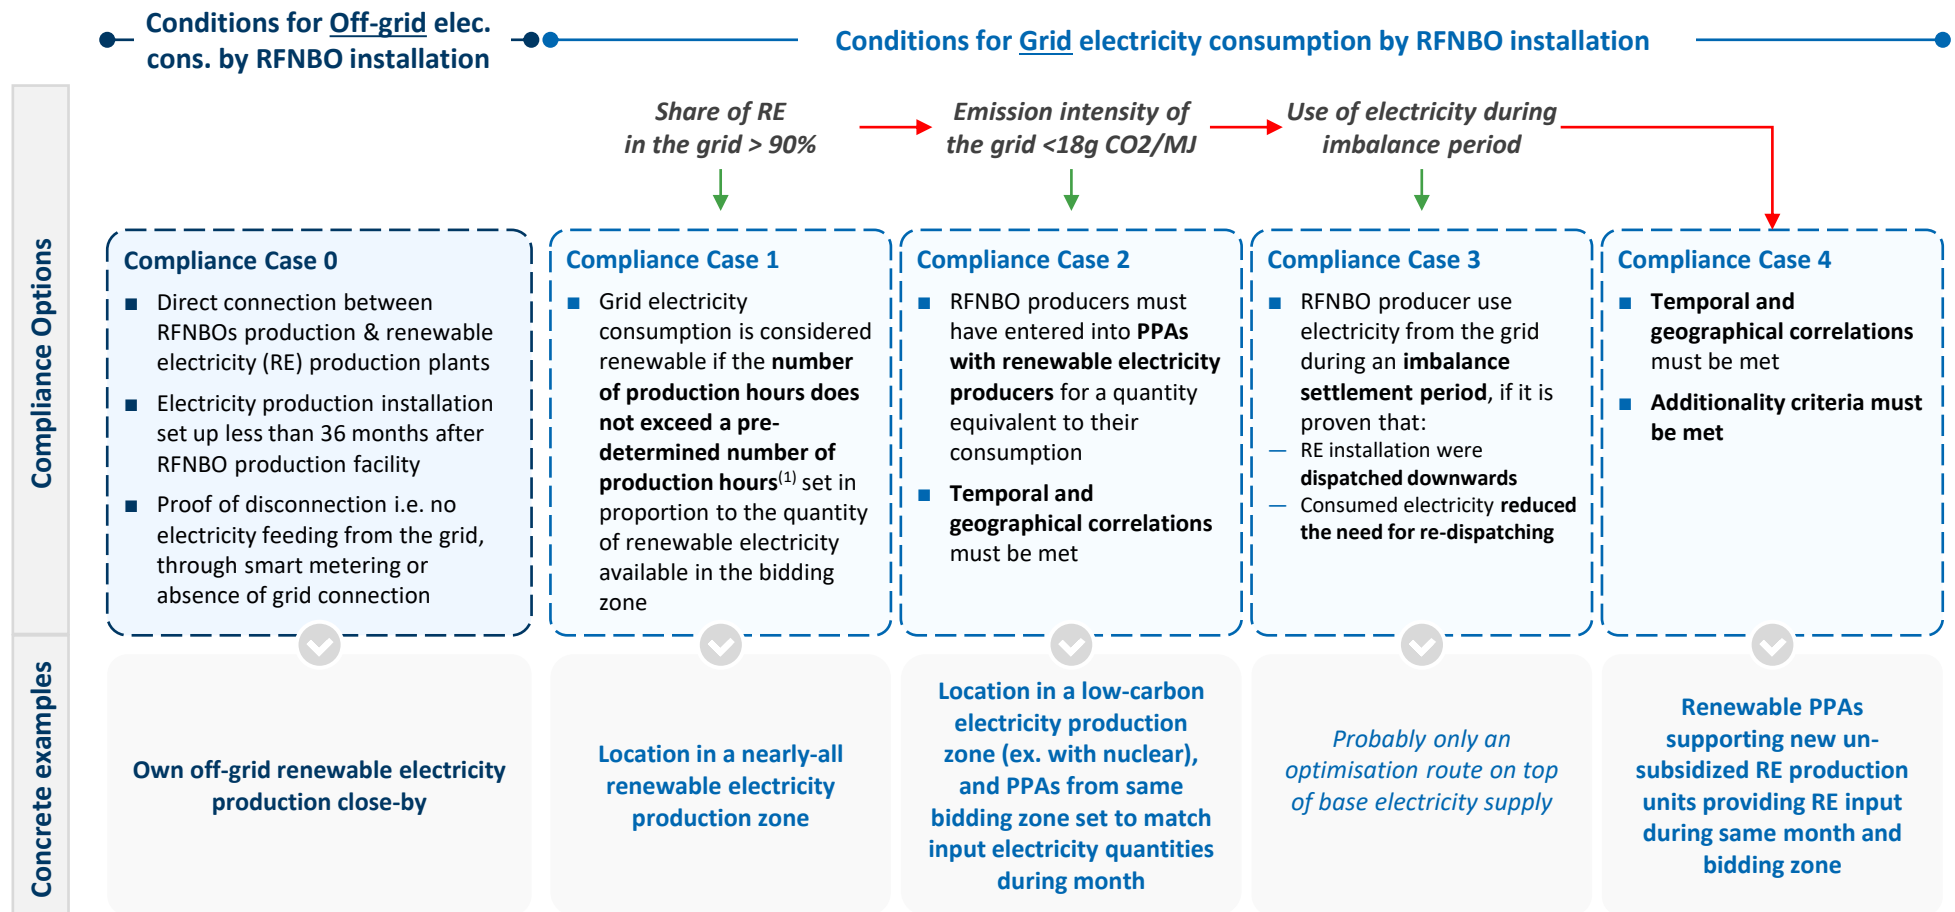 Conditions for Off-grid elec.
cons. by RFNBO installation
Conditions for Grid electricity consumption by RFNBO installation
Share of RE
in the grid > 90%
Emission intensity of
the grid <18g CO2/MJ
Use of electricity during
imbalance period
Compliance Options
Compliance Case 0
■ Direct connection between
RFNBOs production & renewable
electricity (RE) production plants
■ Electricity production installation
set up less than 36 months after
RFNBO production facility
■ Proof of disconnection i.e. no
electricity feeding from the grid,
through smart metering or
absence of grid connection
Compliance Case 1
■ Grid electricity
consumption is considered
renewable if the number
of production hours does
not exceed a pre-
determined number of
production hours(1) set in
proportion to the quantity
of renewable electricity
available in the bidding
zone
Compliance Case 2
■ RFNBO producers must
have entered into PPAs
with renewable electricity
producers for a quantity
equivalent to their
consumption
■ Temporal and
geographical correlations
must be met
Compliance Case 3
■ RFNBO producer use
electricity from the grid
during an imbalance
settlement period, if it is
proven that:
— RE installation were
dispatched downwards
— Consumed electricity reduced
the need for re-dispatching
Compliance Case 4
■ Temporal and
geographical correlations
must be met
■ Additionality criteria must
be met
Concrete examples
Own off-grid renewable electricity
production close-by
Location in a nearly-all
renewable electricity
production zone
Location in a low-carbon
electricity production
zone (ex. with nuclear),
and PPAs from same
bidding zone set to match
input electricity quantities
during month
Probably only an
optimisation route on top
of base electricity supply
Renewable PPAs
supporting new un-
subsidized RE production
units providing RE input
during same month and
bidding zone